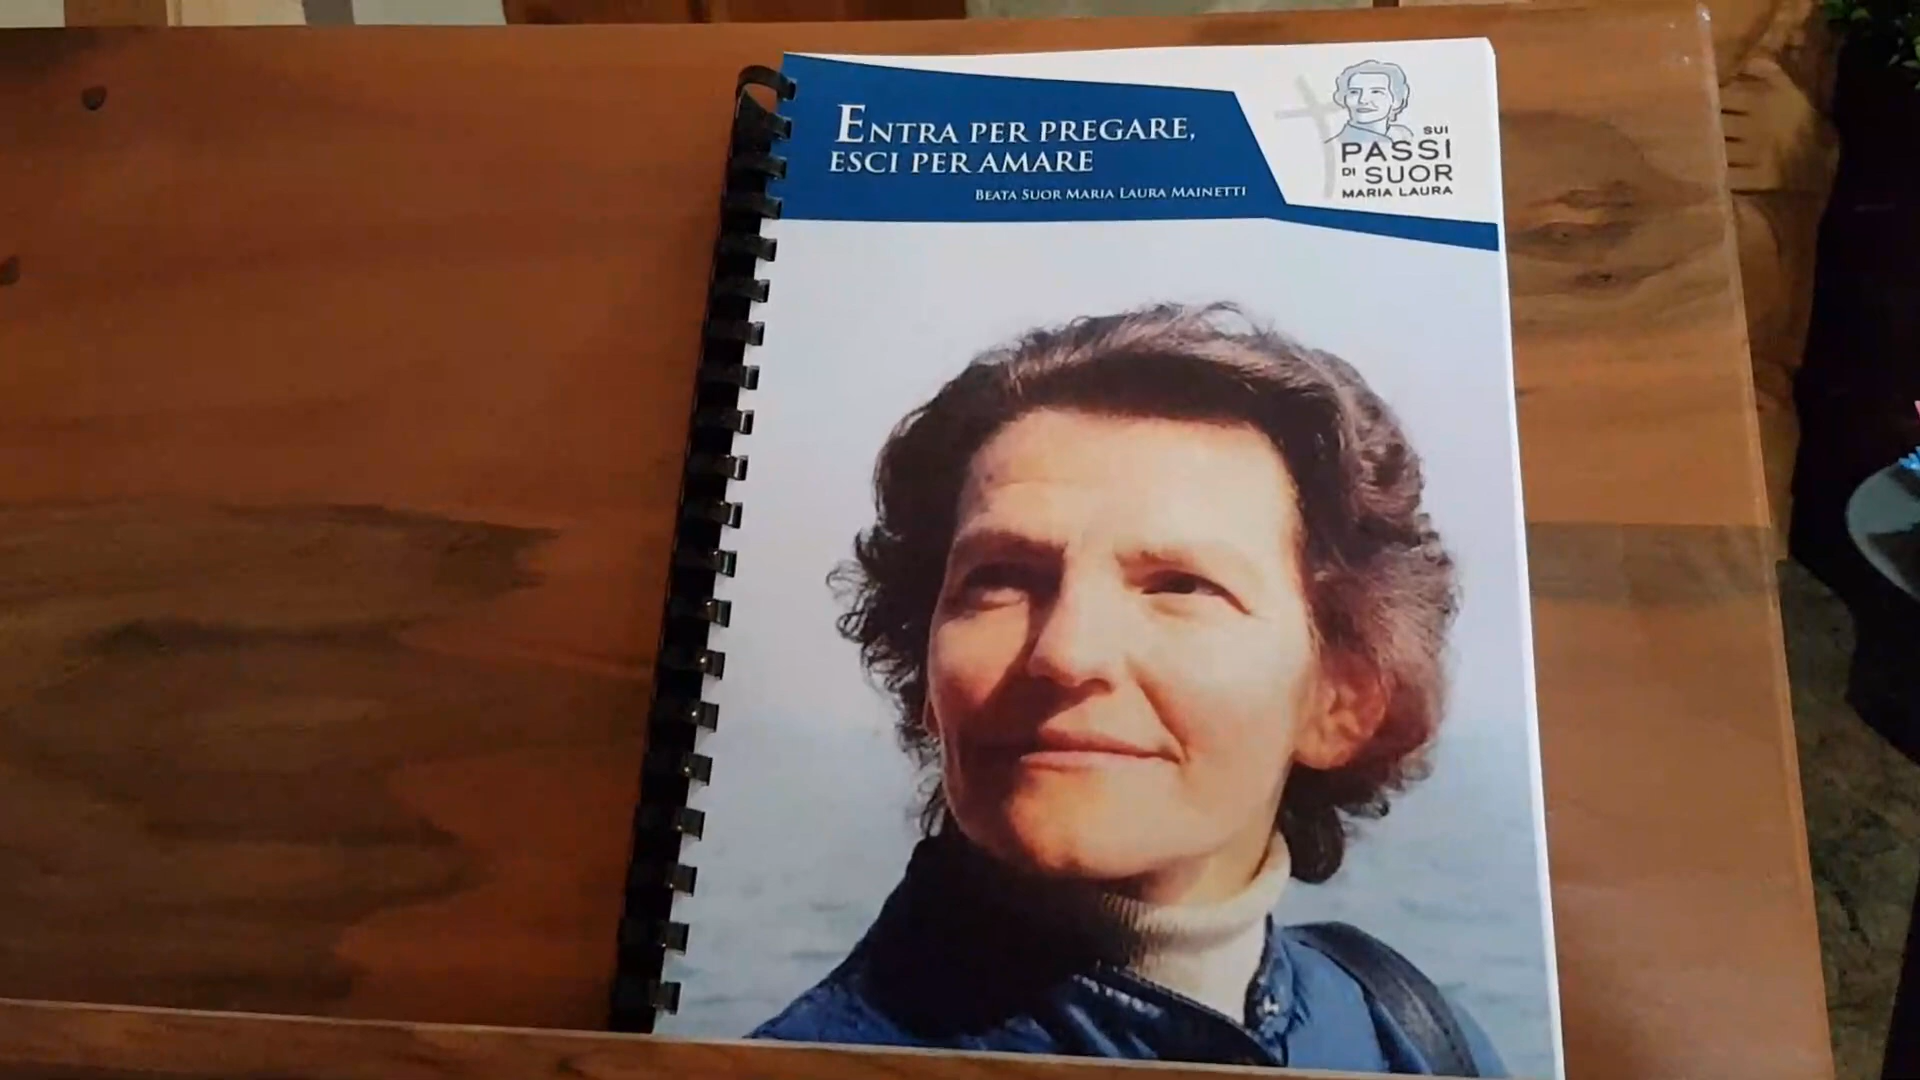 ENTRA PER PREGARE,
ESCI PER AMARE
BEATA SUOR MARIA LAURA MAINETTI
SUI
PASSI
DI SUOR
MARIA LAURA